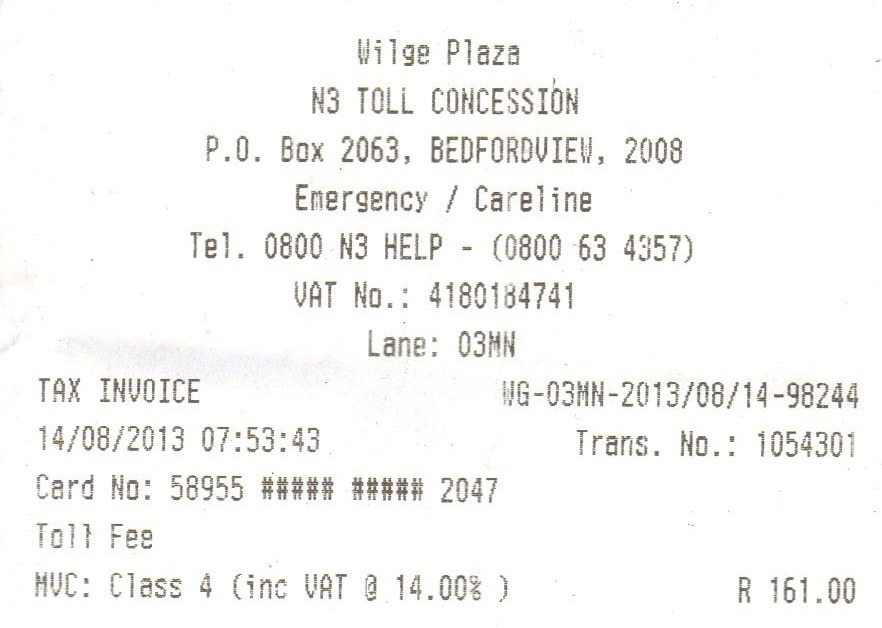 Wilge Plaza
N3 TOLL CONCESSION
P.O. Box 2063, BEDFORDVIEW, 2008
Emergency / Careline
Tel. 0800 N3 HELP - (0800 63 4357)
VAT No.: 4180184741
Lane: 03MN
TAX INVOICE WG-03MN-2013/08/14-98244
14/08/2013 07:53:43 Trans. No.: 1054301
Card No: 58955 ##### ##### 2047
Toll Fee
MVC: Class 4 (inc VAT @ 14.00% ) R 161.00